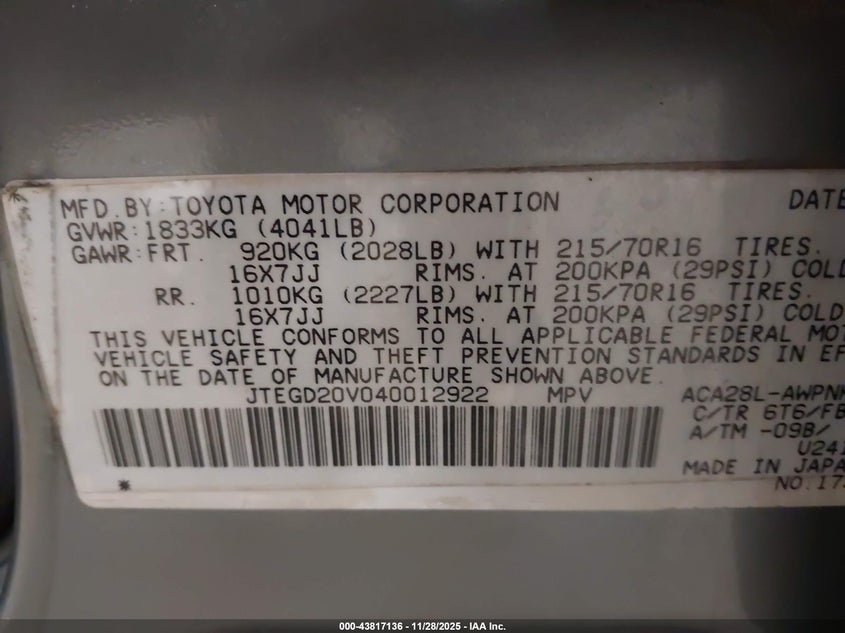 MFD. BY: TOYOTA MOTOR CORPORATION DATE
GVWR: 1833KG (4041LB)
GAWR: FRT. 920KG (2028LB) WITH 215/70R16 TIRES.
16X7JJ RIMS. AT 200KPA (29PSI) COLD
RR. 1010KG (2227LB) WITH 215/70R16 TIRES.
16X7JJ RIMS. AT 200KPA (29PSI) COLD
THIS VEHICLE CONFORMS TO ALL APPLICABLE FEDERAL MOT
VEHICLE SAFETY AND THEFT PREVENTION STANDARDS IN EF
ON THE DATE OF MANUFACTURE SHOWN ABOVE.
JTEGD20V040012922 MPV ACA28L-AWPNK
C/TR 6T6/FB
A/TM -09B/
U241
MADE IN JAPA
*
NO. 17
000-43817136 - 11/28/2025 - IAA Inc.